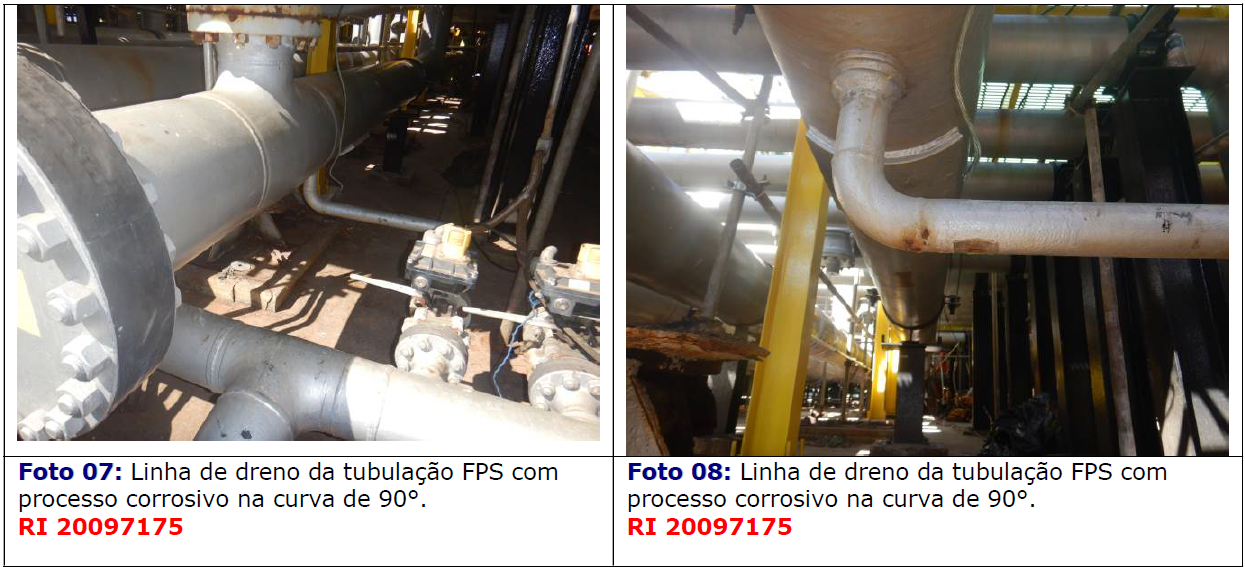 Foto 07: Linha de dreno da tubulação FPS com
processo corrosivo na curva de 90°.
RI 20097175
Foto 08: Linha de dreno da tubulação FPS com
processo corrosivo na curva de 90°.
RI 20097175